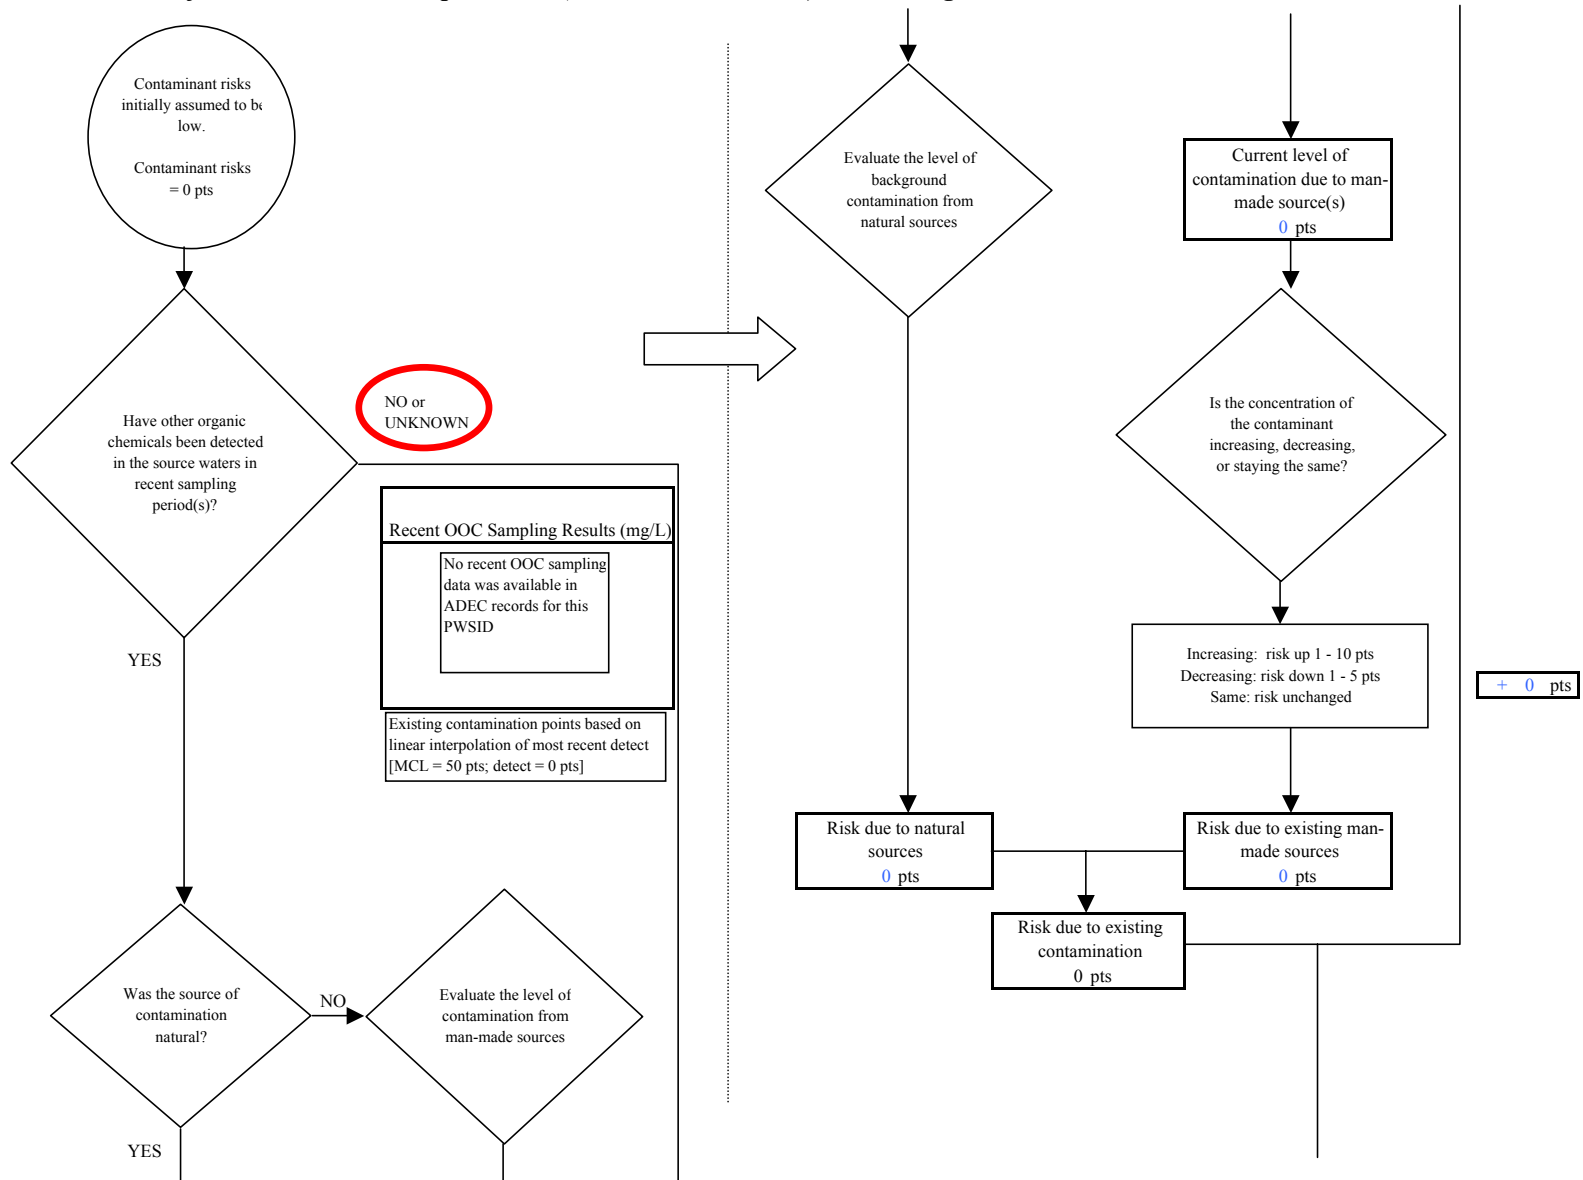 Contaminant risks
initially assumed to be
low.
Contaminant risks
= 0 pts
Have other organic
chemicals been detected
in the source waters in
recent sampling
period(s)?
NO or
UNKNOWN
Recent OOC Sampling Results (mg/L)
No recent OOC sampling
data was available in
ADEC records for this
PWSID
Existing contamination points based on
linear interpolation of most recent detect
[MCL = 50 pts; detect = 0 pts]
YES
Was the source of
contamination
natural?
NO
Evaluate the level of
contamination from
man-made sources
YES
Evaluate the level of
background
contamination from
natural sources
Current level of
contamination due to man-
made source(s)
0 pts
Is the concentration of
the contaminant
increasing, decreasing,
or staying the same?
Increasing: risk up 1 - 10 pts
Decreasing: risk down 1 - 5 pts
Same: risk unchanged
+ 0 pts
Risk due to natural
sources
0 pts
Risk due to existing man-
made sources
0 pts
Risk due to existing
contamination
0 pts